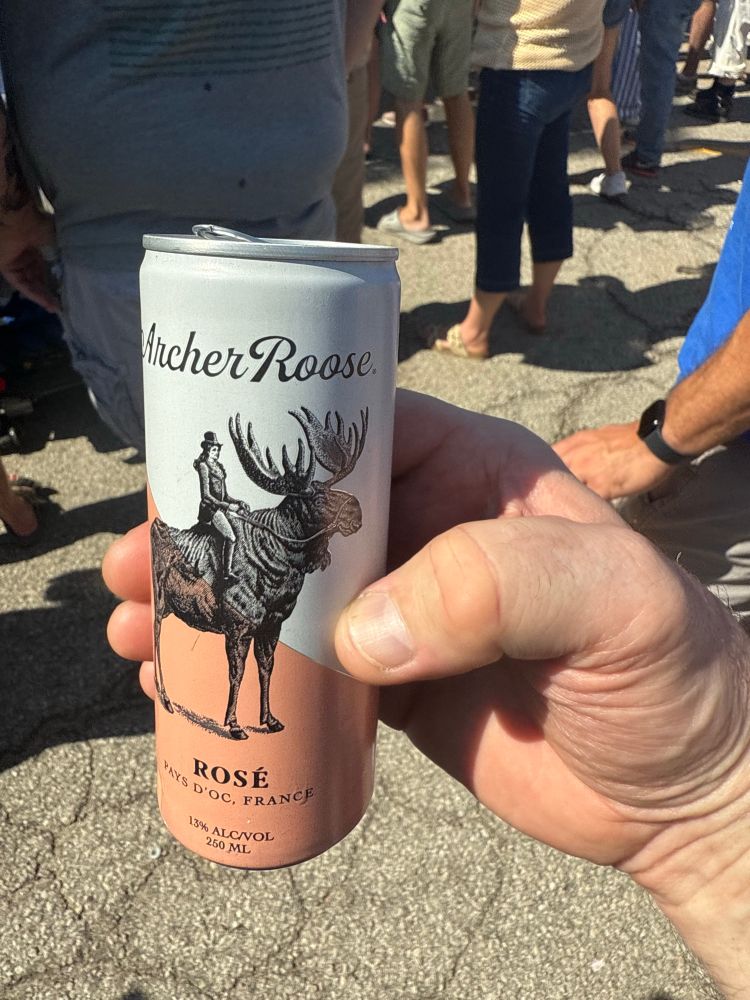 Archer Roose®
ROSÉ
PAYS D'OC, FRANCE
13% ALC/VOL
250 ML